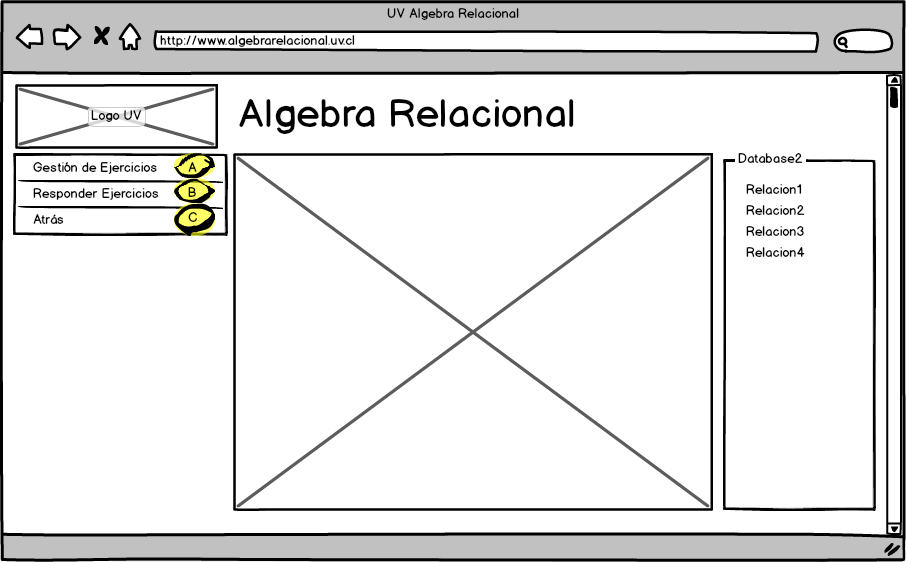 UV Algebra Relacional
http://www.algebrarelacional.uv.cl
Logo UV
Algebra Relacional
Gestión de Ejercicios A
Responder Ejercicios B
Atrás C
Database2
Relacion1
Relacion2
Relacion3
Relacion4